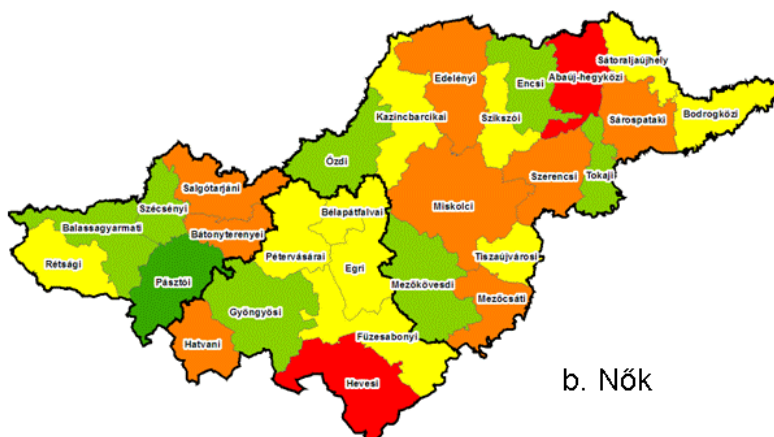 Sátoraljaújhely
Edelényi
Abaúj-hegyközi
Encsi
Bodrogközi
Kazincbarcikai
Szikszói
Sárospataki
Ózdi
Szerencsi
Tokaji
Salgótarjáni
Szécsényi
Miskolci
Bélapátfalvai
Balassagyarmati
Bátonyterenyei
Pétervásárai
Tiszaújvárosi
Rétsági
Egri
Pásztói
Mezőkövesdi
Mezőcsáti
Gyöngyösi
Füzesabonyi
Hatvani
Hevesi
b. Nők